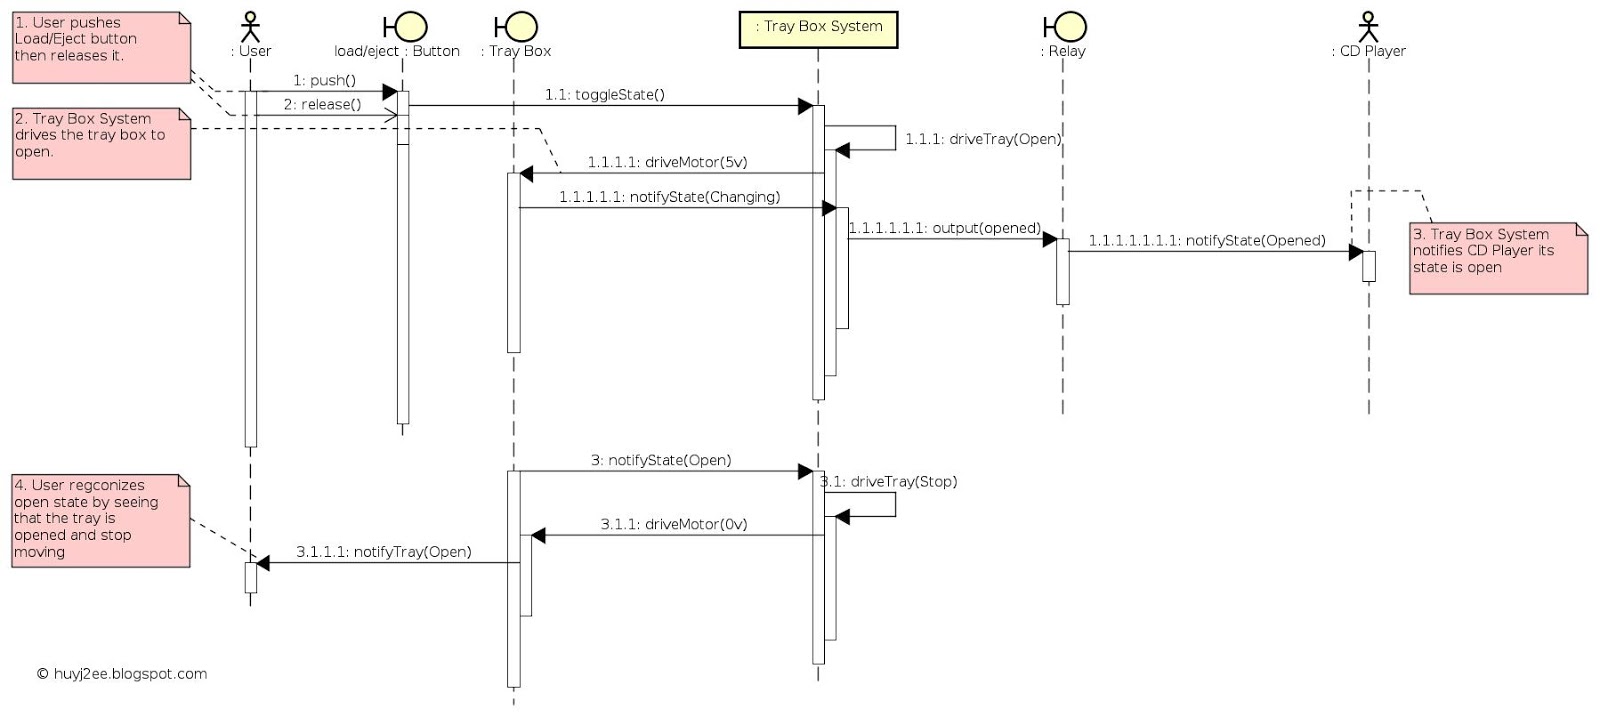 1. User pushes
Load/Eject button
then releases it.
: User
load/eject : Button
: Tray Box
: Tray Box System
: Relay
: CD Player
1: push()
2: release()
1.1: toggleState()
2. Tray Box System
drives the tray box to
open.
1.1.1: driveTray(Open)
1.1.1.1: driveMotor(5v)
1.1.1.1.1: notifyState(Changing)
1.1.1.1.1.1: output(opened)
1.1.1.1.1.1.1: notifyState(Opened)
3. Tray Box System
notifies CD Player its
state is open
3: notifyState(Open)
3.1: driveTray(Stop)
4. User regconizes
open state by seeing
that the tray is
opened and stop
moving
3.1.1: driveMotor(0v)
3.1.1.1: notifyTray(Open)
© huyj2ee.blogspot.com